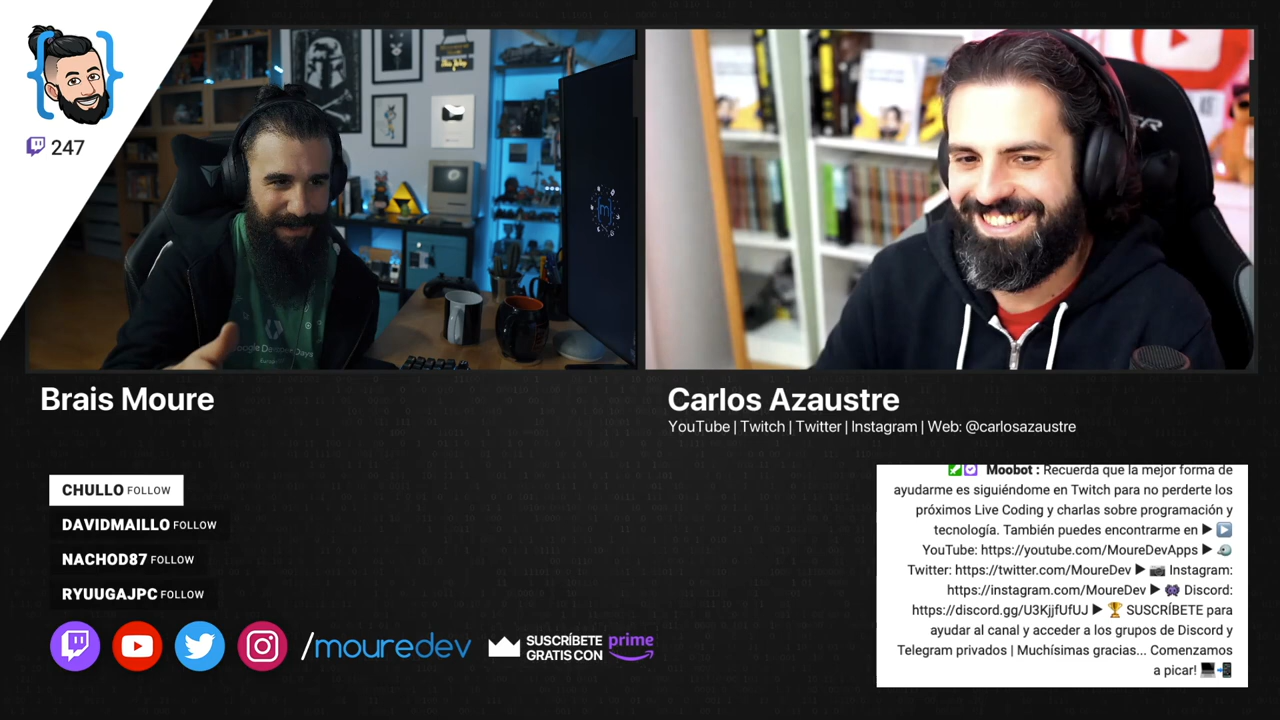 247
Google Develop
Days
Brais Moure
Carlos Azaustre
YouTube | Twitch | Twitter | Instagram | Web: @carlosazaustre
CHULLO FOLLOW
DAVIDMAILLO FOLLOW
NACHOD87 FOLLOW
RYUUGAJPC FOLLOW
/mouredev
SUSCRÍBETE
GRATIS CON
prime
Moobot : Recuerda que la mejor forma de
ayudarme es siguiéndome en Twitch para no perderte los
próximos Live Coding y charlas sobre programación y
tecnología. También puedes encontrarme en ▶ ▶️
YouTube: https://youtube.com/MoureDevApps ▶ 🐦
Twitter: https://twitter.com/MoureDev ▶ 📷 Instagram:
https://instagram.com/MoureDev ▶ 👾 Discord:
https://discord.gg/U3KjjfUfUJ ▶ 🏆 SUSCRÍBETE para
ayudar al canal y acceder a los grupos de Discord y
Telegram privados | Muchísimas gracias... Comenzamos
a picar! 💻📲